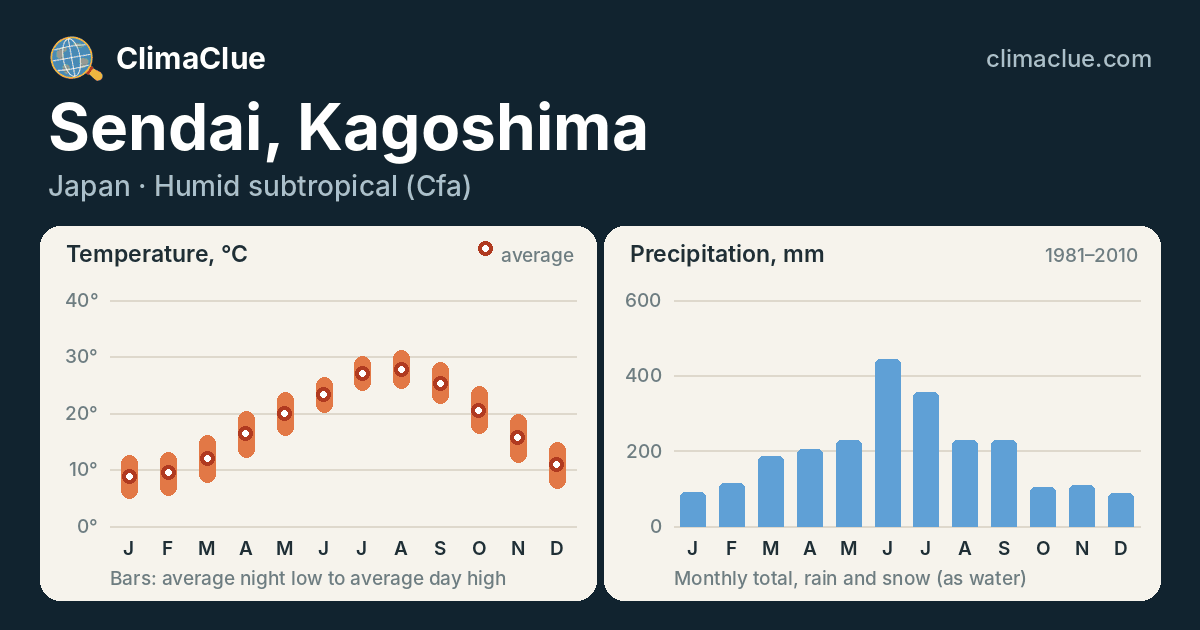 ClimaClue
climaclue.com
Sendai, Kagoshima
Japan · Humid subtropical (Cfa)
Temperature, °C
average
40°
30°
20°
10°
0°
J F M A M J J A S O N D
Bars: average night low to average day high
Precipitation, mm
1981–2010
600
400
200
0
J F M A M J J A S O N D
Monthly total, rain and snow (as water)